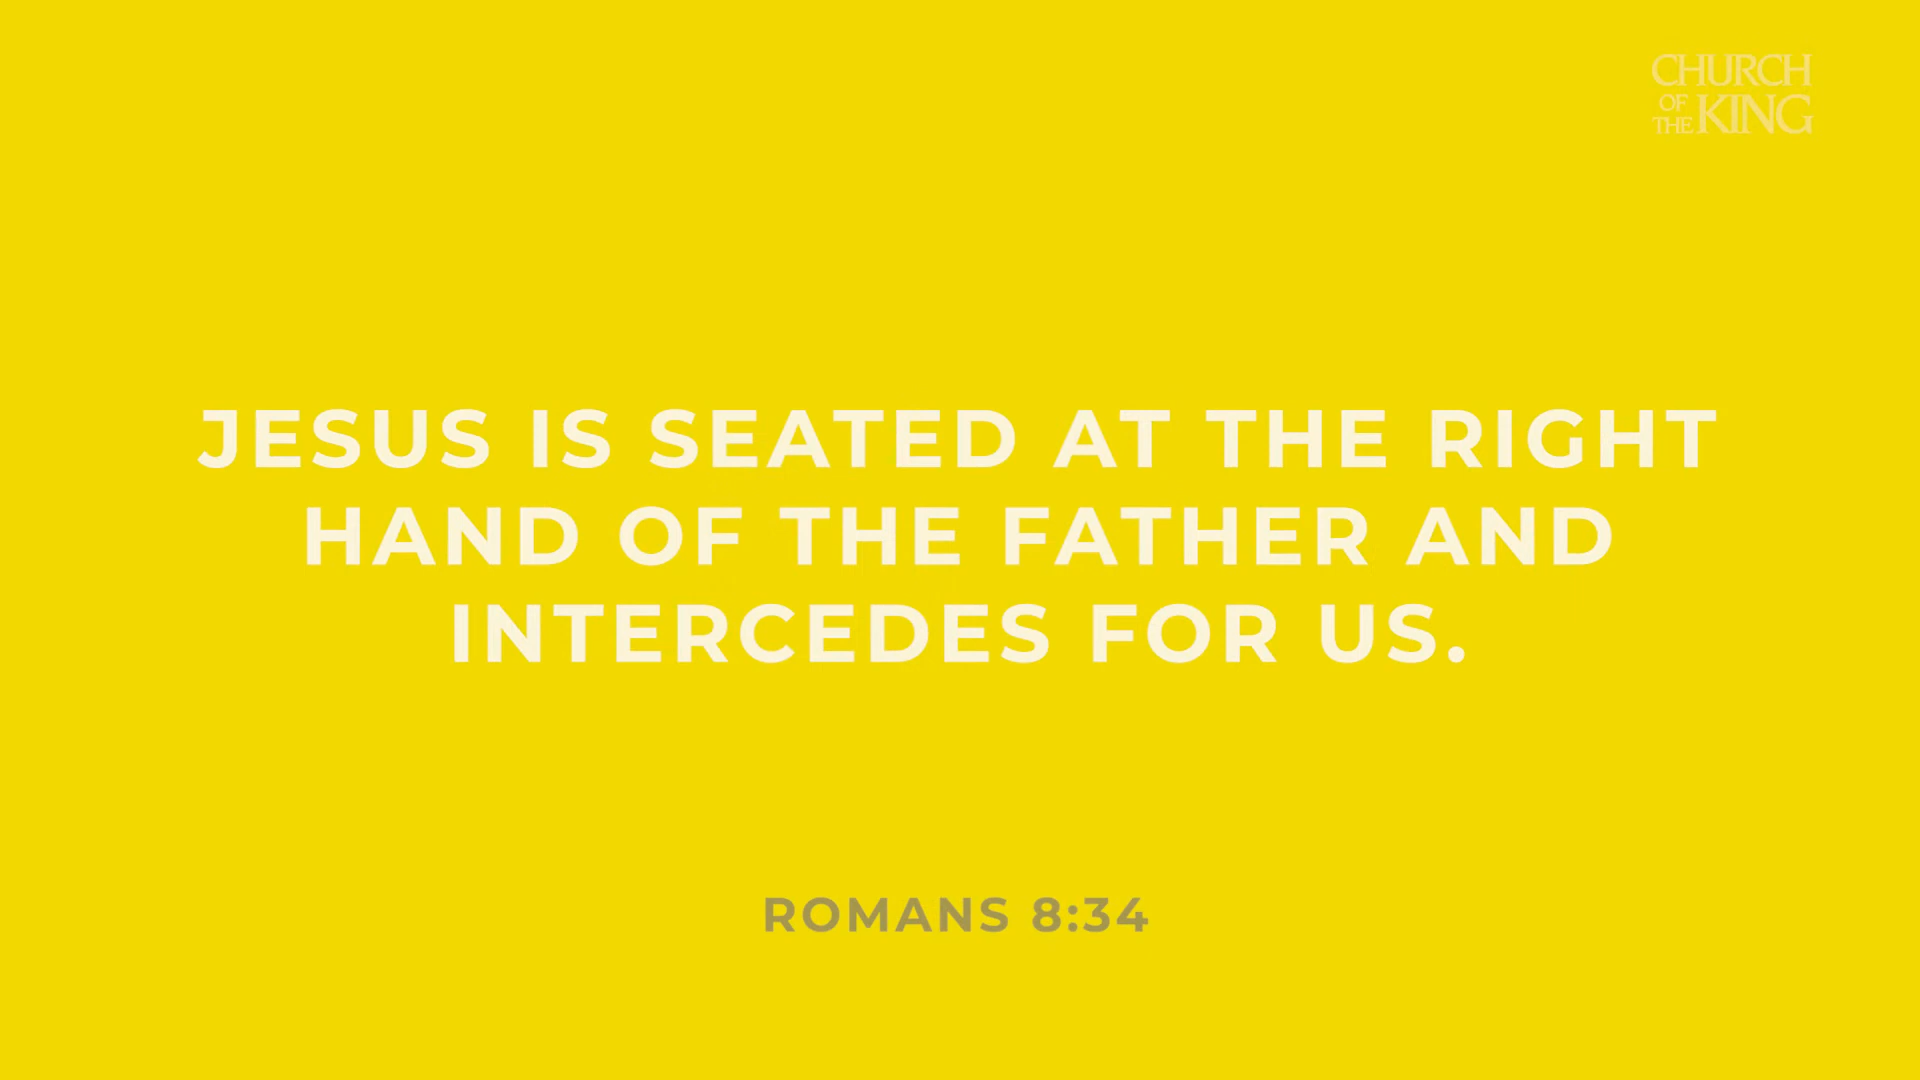 CHURCH
OF
THE KING
JESUS IS SEATED AT THE RIGHT
HAND OF THE FATHER AND
INTERCEDES FOR US.
ROMANS 8:34